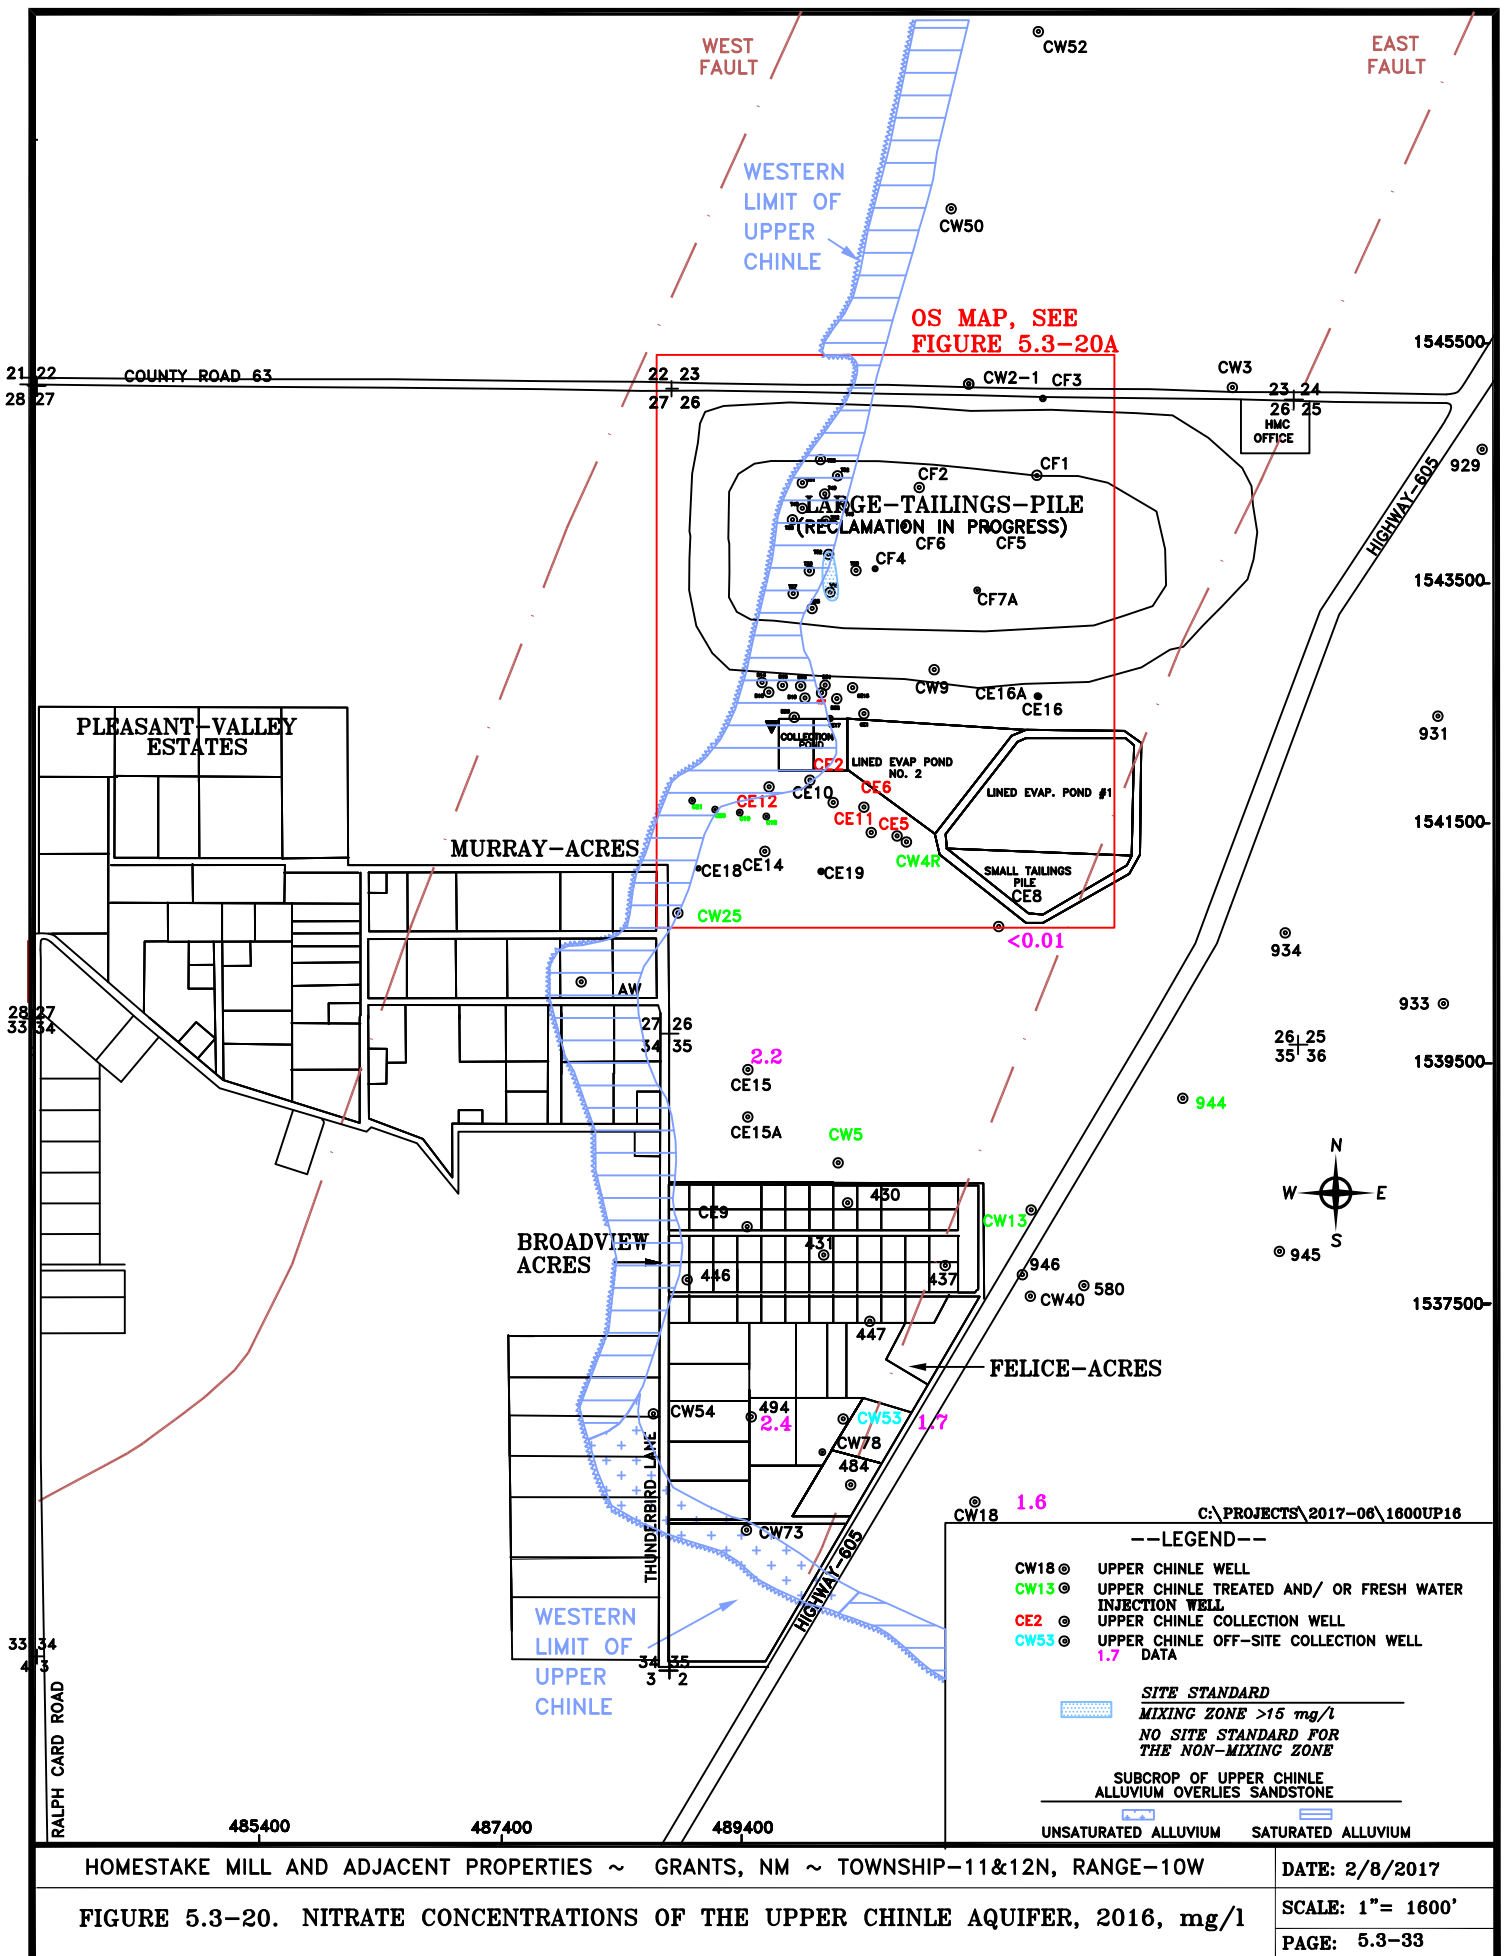 WEST
FAULT
EAST
FAULT
CW52
WESTERN
LIMIT OF
UPPER
CHINLE
CW50
OS MAP, SEE
FIGURE 5.3-20A
1545500
21 22
28 27
COUNTY ROAD 63
22 23
27 26
CW2-1
CF3
CW3
23 24
26 25
HMC
OFFICE
929
CF2
CF1
LARGE-TAILINGS-PILE
(RECLAMATION IN PROGRESS)
CF6
CF5
CF4
CF7A
HIGHWAY-605
1543500
CW9
CE16A
CE16
931
PLEASANT-VALLEY
ESTATES
COLLECTION
POND
CE2
LINED EVAP POND
NO. 2
LINED EVAP. POND #1
CE10
CE6
CE12
CE11
CE5
CW4R
1541500
MURRAY-ACRES
CE18
CE14
CE19
SMALL TAILINGS
PILE
CE8
CW25
<0.01
934
AW
933
28 27
33 34
27 26
34 35
26 25
35 36
2.2
CE15
1539500
CE15A
944
CW5
N
W
E
S
430
CE9
CW13
BROADVIEW
ACRES
431
446
437
946
945
580
CW40
1537500
447
FELICE-ACRES
CW54
494
2.4
CW53
1.7
CW78
484
THUNDERBIRD LANE
CW18
1.6
CW73
HIGHWAY-605
C:\PROJECTS\2017-06\1600UP16
--LEGEND--
CW18 UPPER CHINLE WELL
CW13 UPPER CHINLE TREATED AND/ OR FRESH WATER
INJECTION WELL
CE2 UPPER CHINLE COLLECTION WELL
CW53 UPPER CHINLE OFF-SITE COLLECTION WELL
1.7 DATA
SITE STANDARD
MIXING ZONE >15 mg/l
NO SITE STANDARD FOR
THE NON-MIXING ZONE
SUBCROP OF UPPER CHINLE
ALLUVIUM OVERLIES SANDSTONE
UNSATURATED ALLUVIUM SATURATED ALLUVIUM
WESTERN
LIMIT OF
UPPER
CHINLE
33 34
4 3
34 35
3 2
RALPH CARD ROAD
485400
487400
489400
HOMESTAKE MILL AND ADJACENT PROPERTIES ~ GRANTS, NM ~ TOWNSHIP-11&12N, RANGE-10W
DATE: 2/8/2017
FIGURE 5.3-20. NITRATE CONCENTRATIONS OF THE UPPER CHINLE AQUIFER, 2016, mg/l
SCALE: 1"= 1600'
PAGE: 5.3-33